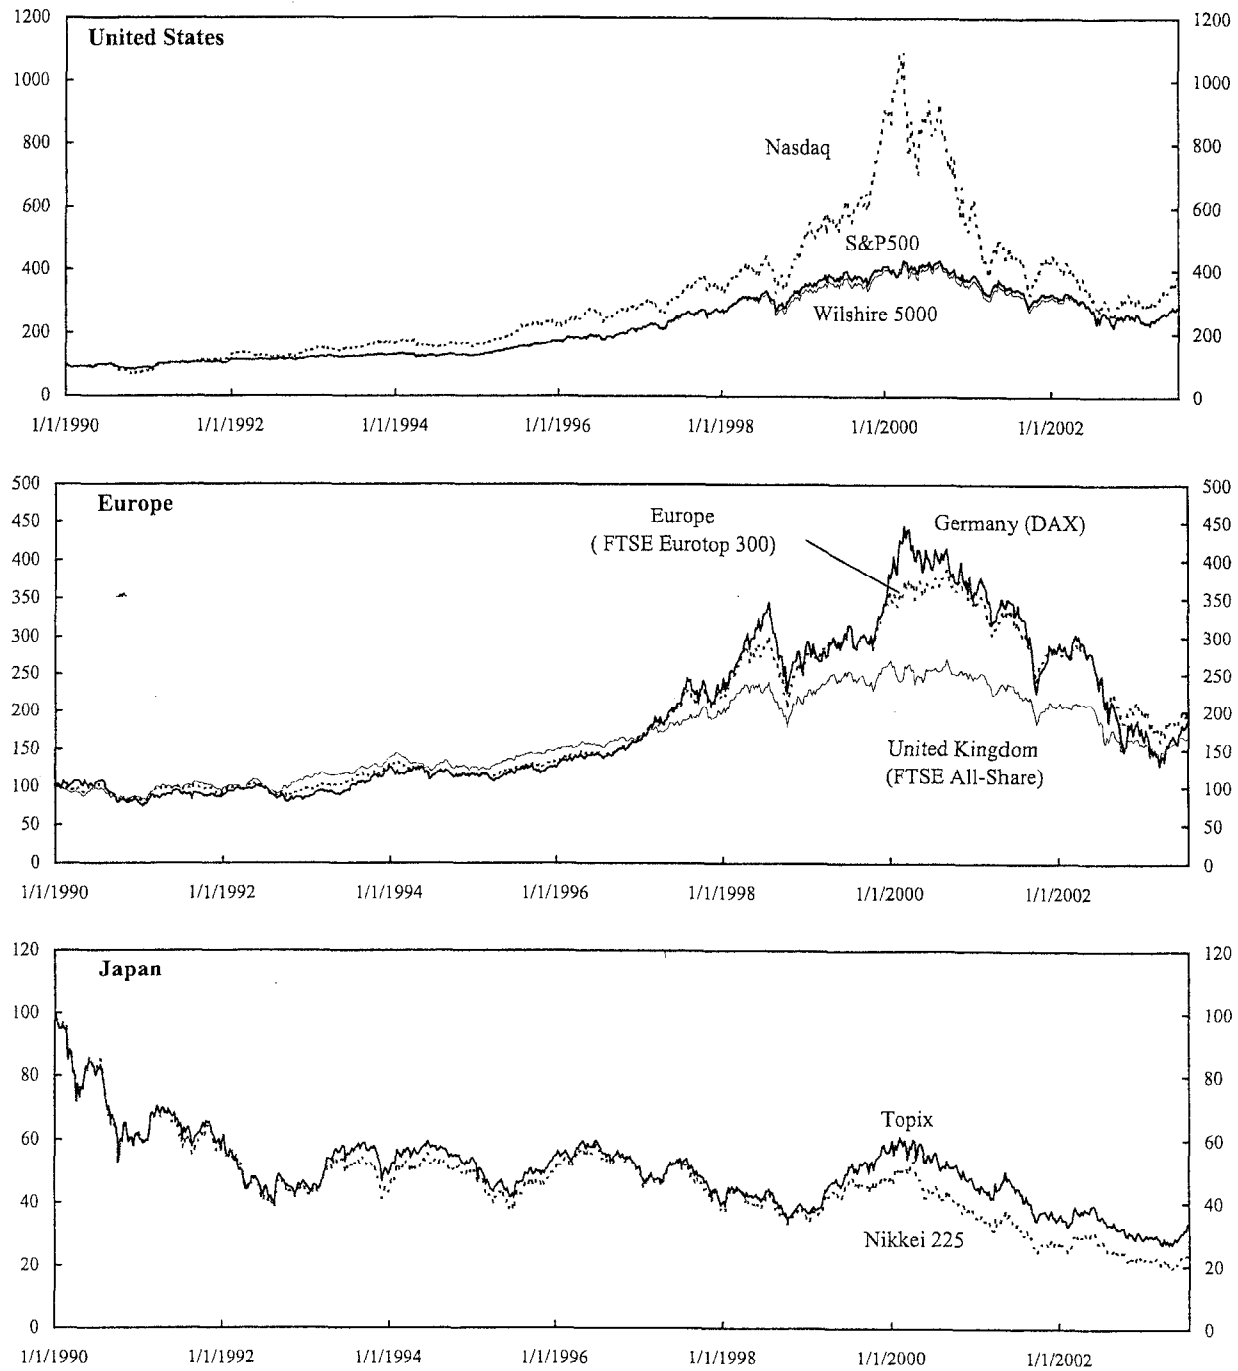 1200 1200
United States
1000 1000
800 800
Nasdaq
600 600
S&P500
400 400
Wilshire 5000
200 200
0 0
1/1/1990 1/1/1992 1/1/1994 1/1/1996 1/1/1998 1/1/2000 1/1/2002
500 500
Europe
Europe
( FTSE Eurotop 300)
Germany (DAX)
450 450
400 400
350 350
300 300
250 250
200 200
United Kingdom
(FTSE All-Share)
150 150
100 100
50 50
0 0
1/1/1990 1/1/1992 1/1/1994 1/1/1996 1/1/1998 1/1/2000 1/1/2002
120 120
Japan
100 100
80 80
Topix
60 60
40 40
Nikkei 225
20 20
0 0
1/1/1990 1/1/1992 1/1/1994 1/1/1996 1/1/1998 1/1/2000 1/1/2002